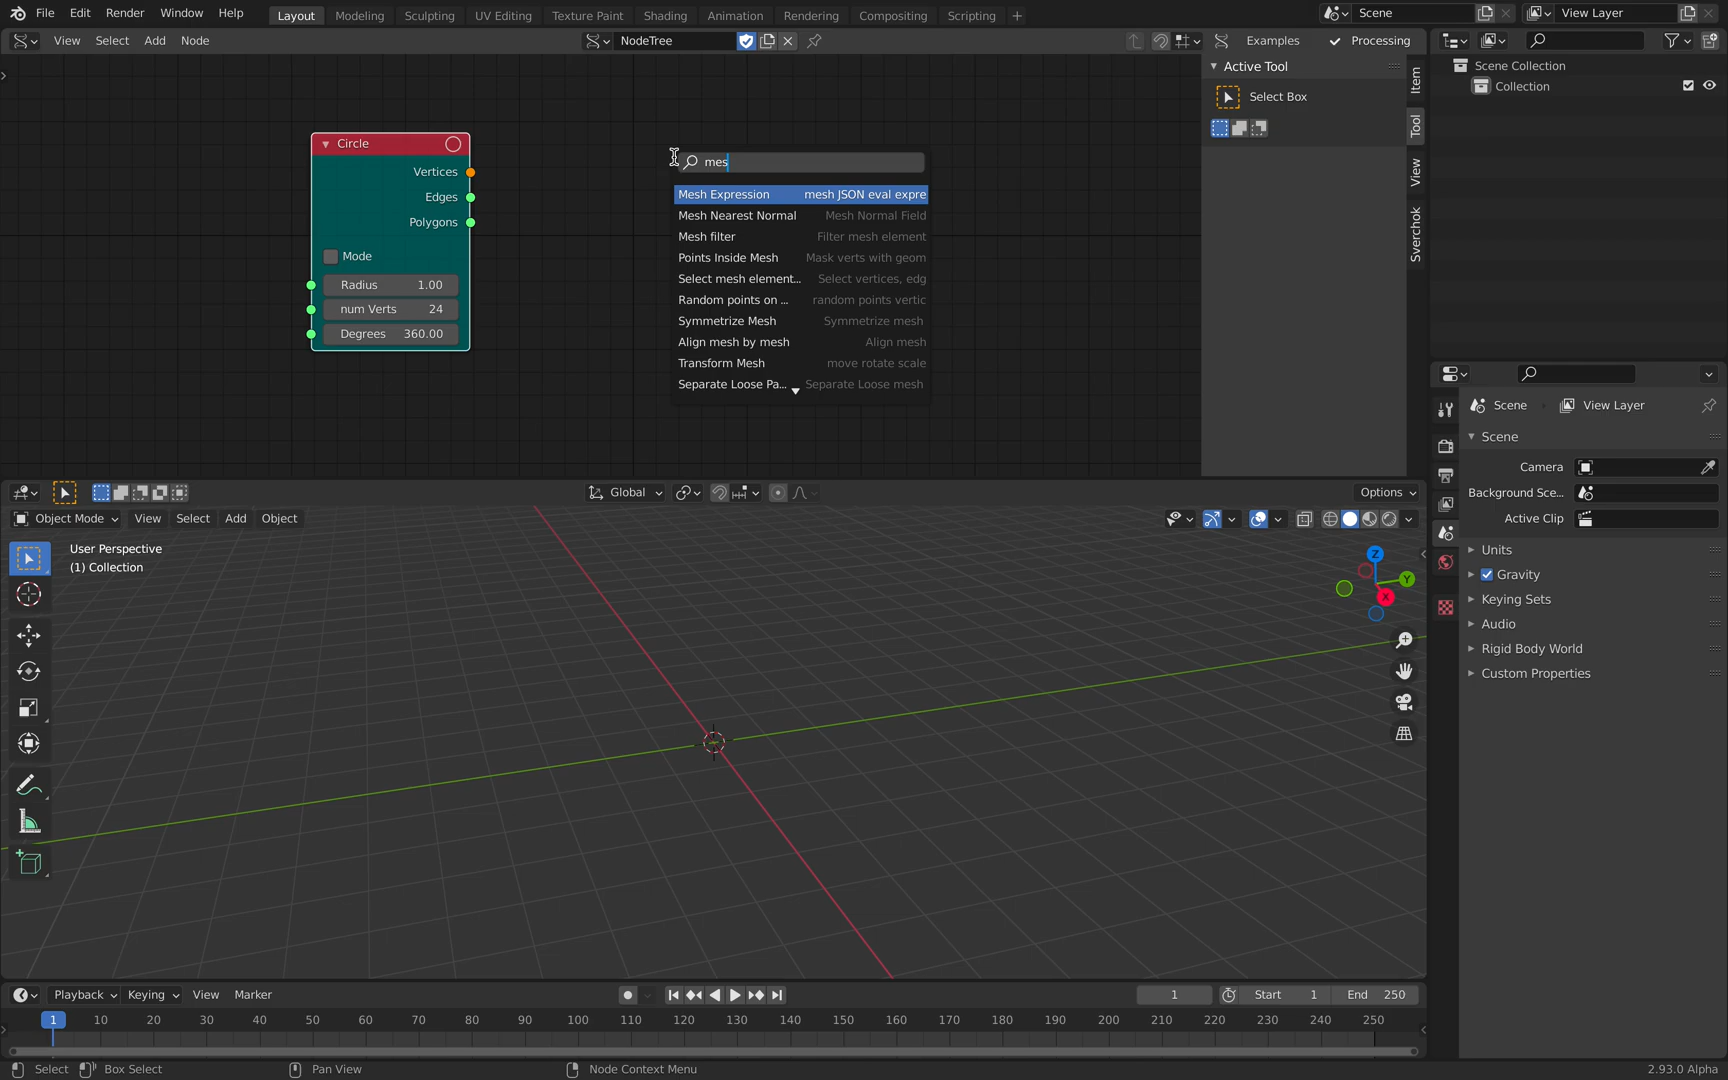 File Edit Render Window Help Layout Modeling Sculpting UV Editing Texture Paint Shading Animation Rendering Compositing Scripting + Scene View Layer
View Select Add Node NodeTree Examples Processing
Circle
Vertices
Edges
Polygons
Mode
Radius 1.00
num Verts 24
Degrees 360.00
mes
Mesh Expression mesh JSON eval expre
Mesh Nearest Normal Mesh Normal Field
Mesh filter Filter mesh element
Points Inside Mesh Mask verts with geom
Select mesh element... Select vertices, edg
Random points on ... random points vertic
Symmetrize Mesh Symmetrize mesh
Align mesh by mesh Align mesh
Transform Mesh move rotate scale
Separate Loose Pa... Separate Loose mesh
Active Tool
Select Box
Item
Tool
View
Sverchok
Scene Collection
Collection
Scene View Layer
Scene
Camera
Background Sce...
Active Clip
Units
Gravity
Keying Sets
Audio
Rigid Body World
Custom Properties
Global Options
Object Mode View Select Add Object
User Perspective
(1) Collection
Z
Y
X
Playback Keying View Marker 1 Start 1 End 250
1 10 20 30 40 50 60 70 80 90 100 110 120 130 140 150 160 170 180 190 200 210 220 230 240 250
Select Box Select Pan View Node Context Menu 2.93.0 Alpha